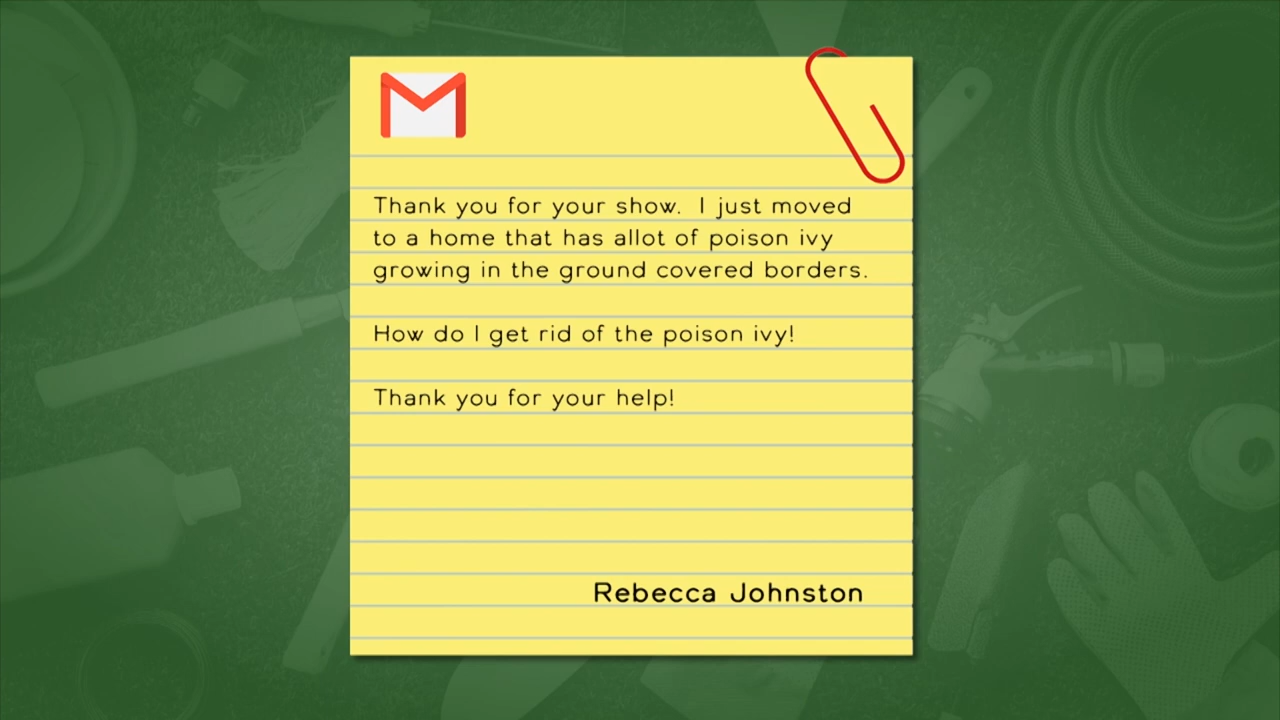 Thank you for your show.  I just moved
to a home that has allot of poison ivy
growing in the ground covered borders.
How do I get rid of the poison ivy!
Thank you for your help!
Rebecca Johnston